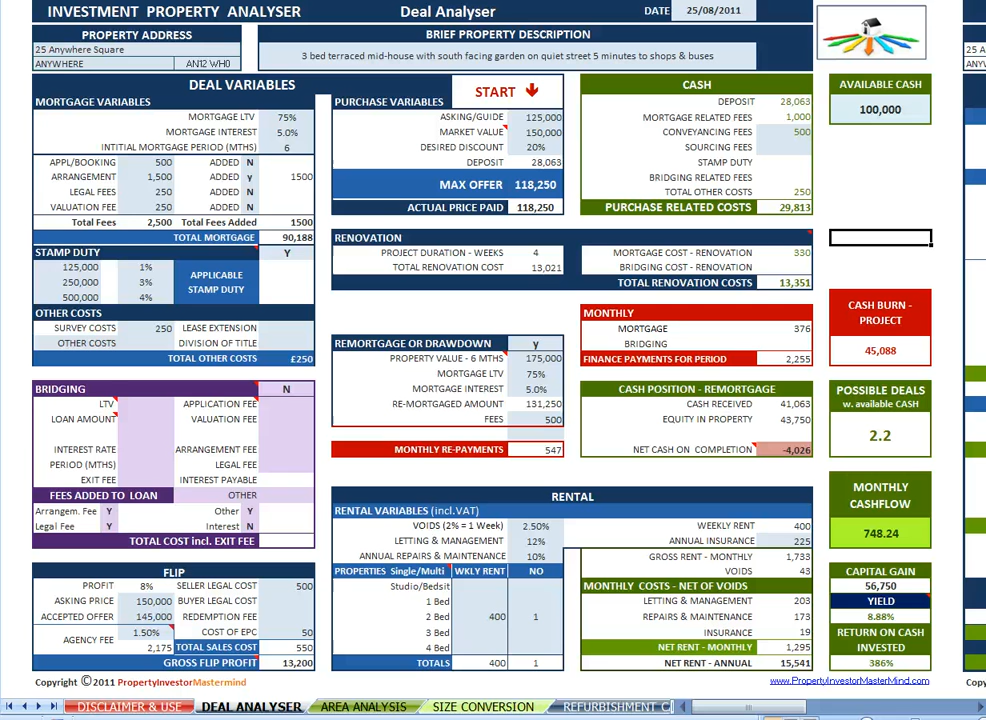 INVESTMENT PROPERTY ANALYSER
Deal Analyser
DATE 25/08/2011
PROPERTY ADDRESS
25 Anywhere Square
ANYWHERE AN12 WH0
BRIEF PROPERTY DESCRIPTION
3 bed terraced mid-house with south facing garden on quiet street 5 minutes to shops & buses
DEAL VARIABLES
MORTGAGE VARIABLES
MORTGAGE LTV 75%
MORTGAGE INTEREST 5.0%
INTITIAL MORTGAGE PERIOD (MTHS) 6
APPL/BOOKING 500 ADDED N
ARRANGEMENT 1,500 ADDED y 1500
LEGAL FEES 250 ADDED N
VALUATION FEE 250 ADDED N
Total Fees 2,500 Total Fees Added 1500
TOTAL MORTGAGE 90,188
STAMP DUTY Y
125,000 1%
250,000 3%
500,000 4%
APPLICABLE
STAMP DUTY
OTHER COSTS
SURVEY COSTS 250 LEASE EXTENSION
OTHER COSTS DIVISION OF TITLE
TOTAL OTHER COSTS £250
BRIDGING N
LTV APPLICATION FEE
LOAN AMOUNT VALUATION FEE
INTEREST RATE ARRANGEMENT FEE
PERIOD (MTHS) LEGAL FEE
EXIT FEE INTEREST PAYABLE
FEES ADDED TO LOAN OTHER
Arrangem. Fee Y Other Y
Legal Fee Y Interest N
TOTAL COST incl. EXIT FEE
FLIP
PROFIT 8% SELLER LEGAL COST 500
ASKING PRICE 150,000 BUYER LEGAL COST
ACCEPTED OFFER 145,000 REDEMPTION FEE
AGENCY FEE 1.50% COST OF EPC 50
2,175 TOTAL SALES COST 550
GROSS FLIP PROFIT 13,200
PURCHASE VARIABLES START
ASKING/GUIDE 125,000
MARKET VALUE 150,000
DESIRED DISCOUNT 20%
DEPOSIT 28,063
MAX OFFER 118,250
ACTUAL PRICE PAID 118,250
CASH
DEPOSIT 28,063
MORTGAGE RELATED FEES 1,000
CONVEYANCING FEES 500
SOURCING FEES
STAMP DUTY
BRIDGING RELATED FEES
TOTAL OTHER COSTS 250
PURCHASE RELATED COSTS 29,813
RENOVATION
PROJECT DURATION - WEEKS 4 MORTGAGE COST - RENOVATION 330
TOTAL RENOVATION COST 13,021 BRIDGING COST - RENOVATION
TOTAL RENOVATION COSTS 13,351
REMORTGAGE OR DRAWDOWN y
PROPERTY VALUE - 6 MTHS 175,000
MORTGAGE LTV 75%
MORTGAGE INTEREST 5.0%
RE-MORTGAGED AMOUNT 131,250
FEES 500
MONTHLY RE-PAYMENTS 547
MONTHLY
MORTGAGE 376
BRIDGING
FINANCE PAYMENTS FOR PERIOD 2,255
CASH POSITION - REMORTGAGE
CASH RECEIVED 41,063
EQUITY IN PROPERTY 43,750
NET CASH ON COMPLETION -4,026
RENTAL
RENTAL VARIABLES (incl.VAT)
VOIDS (2% = 1 Week) 2.50% WEEKLY RENT 400
LETTING & MANAGEMENT 12% ANNUAL INSURANCE 225
ANNUAL REPAIRS & MAINTENANCE 10% GROSS RENT - MONTHLY 1,733
PROPERTIES Single/Multi WKLY RENT NO VOIDS 43
Studio/Bedsit MONTHLY COSTS - NET OF VOIDS
1 Bed LETTING & MANAGEMENT 203
2 Bed 400 1 REPAIRS & MAINTENANCE 173
3 Bed INSURANCE 19
4 Bed NET RENT - MONTHLY 1,295
TOTALS 400 1 NET RENT - ANNUAL 15,541
AVAILABLE CASH
100,000
CASH BURN -
PROJECT
45,088
POSSIBLE DEALS
w. available CASH
2.2
MONTHLY
CASHFLOW
748.24
CAPITAL GAIN
56,750
YIELD
8.88%
RETURN ON CASH
INVESTED
386%
Copyright © 2011 PropertyInvestorMastermind
www.PropertyInvestorMasterMind.com
DISCLAIMER & USE DEAL ANALYSER AREA ANALYSIS SIZE CONVERSION REFURBISHMENT C